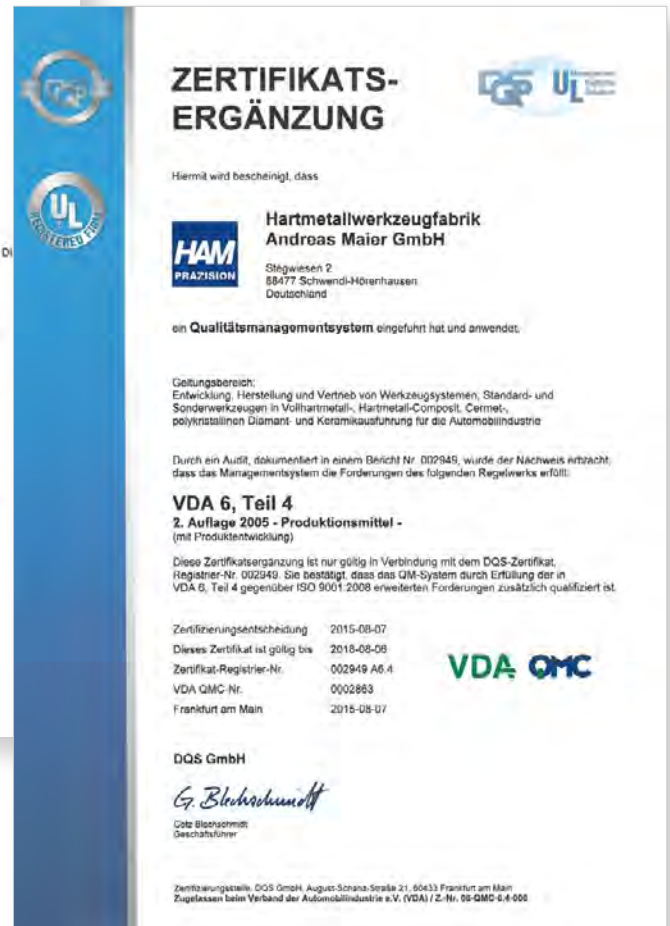 Di
DQS
UL
REGISTERED FIRM
ZERTIFIKATS-
ERGÄNZUNG
DQS UL
Hiermit wird bescheinigt, dass
HAM
PRÄZISION
Hartmetallwerkzeugfabrik
Andreas Maier GmbH
Stegwiesen 2
88477 Schwendi-Hörenhausen
Deutschland
ein Qualitätsmanagementsystem eingeführt hat und anwendet.
Geltungsbereich:
Entwicklung, Herstellung und Vertrieb von Werkzeugsystemen, Standard- und
Sonderwerkzeugen in Vollhartmetall-, Hartmetall-Composit, Cermet-,
polykristallinen Diamant- und Keramikausführung für die Automobilindustrie
Durch ein Audit, dokumentiert in einem Bericht Nr. 002949, wurde der Nachweis erbracht,
dass das Managementsystem die Forderungen des folgenden Regelwerks erfüllt:
VDA 6, Teil 4
2. Auflage 2005 - Produktionsmittel -
(mit Produktentwicklung)
Diese Zertifikatsergänzung ist nur gültig in Verbindung mit dem DQS-Zertifikat,
Registrier-Nr. 002949. Sie bestätigt, dass das QM-System durch Erfüllung der in
VDA 6, Teil 4 gegenüber ISO 9001:2008 erweiterten Forderungen zusätzlich qualifiziert ist.
Zertifizierungsentscheidung 2015-08-07
Dieses Zertifikat ist gültig bis 2018-08-06
Zertifikat-Registrier-Nr. 002949 A6.4
VDA QMC-Nr. 0002863
Frankfurt am Main 2015-08-07
VDA QMC
DQS GmbH
G. Blechschmidt
Götz Blechschmidt
Geschäftsführer
Zertifizierungsstelle: DQS GmbH, August-Schanz-Straße 21, 60433 Frankfurt am Main
Zugelassen beim Verband der Automobilindustrie e.V. (VDA) / Z.-Nr. 06-QMC-6.4-006